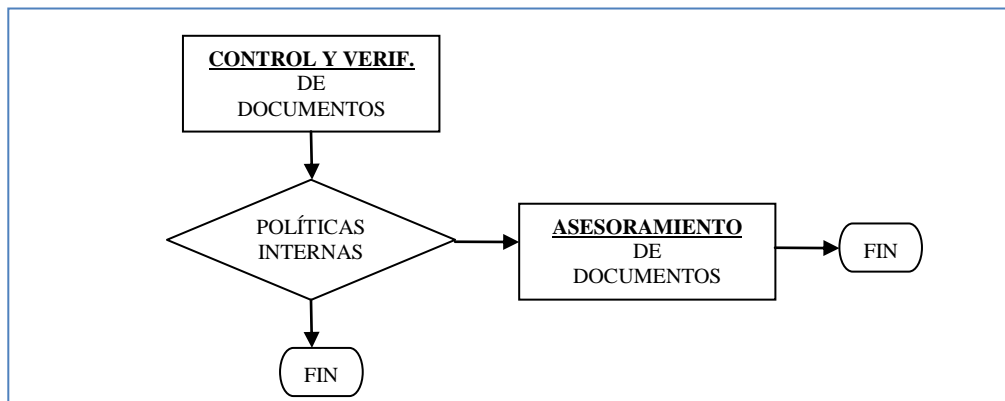 CONTROL Y VERIF.
DE
DOCUMENTOS
POLÍTICAS
INTERNAS
ASESORAMIENTO
DE
DOCUMENTOS
FIN
FIN